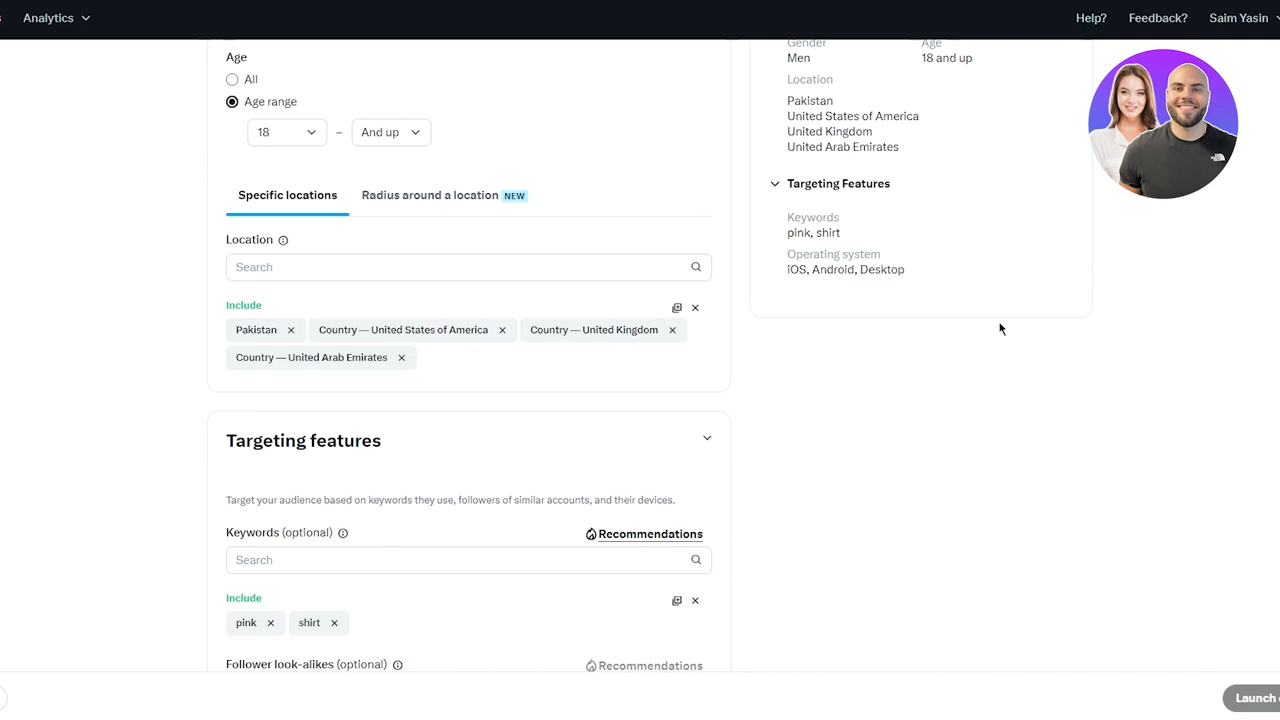 Analytics
Help?
Feedback?
Saim Yasin
Age
All
Age range
18
–
And up
Specific locations
Radius around a location NEW
Location
Search
Include
Pakistan ×
Country — United States of America ×
Country — United Kingdom ×
Country — United Arab Emirates ×
Targeting features
Target your audience based on keywords they use, followers of similar accounts, and their devices.
Keywords (optional)
Recommendations
Search
Include
pink ×
shirt ×
Follower look-alikes (optional)
Recommendations
Gender
Age
Men
18 and up
Location
Pakistan
United States of America
United Kingdom
United Arab Emirates
Targeting Features
Keywords
pink, shirt
Operating system
iOS, Android, Desktop
Launch